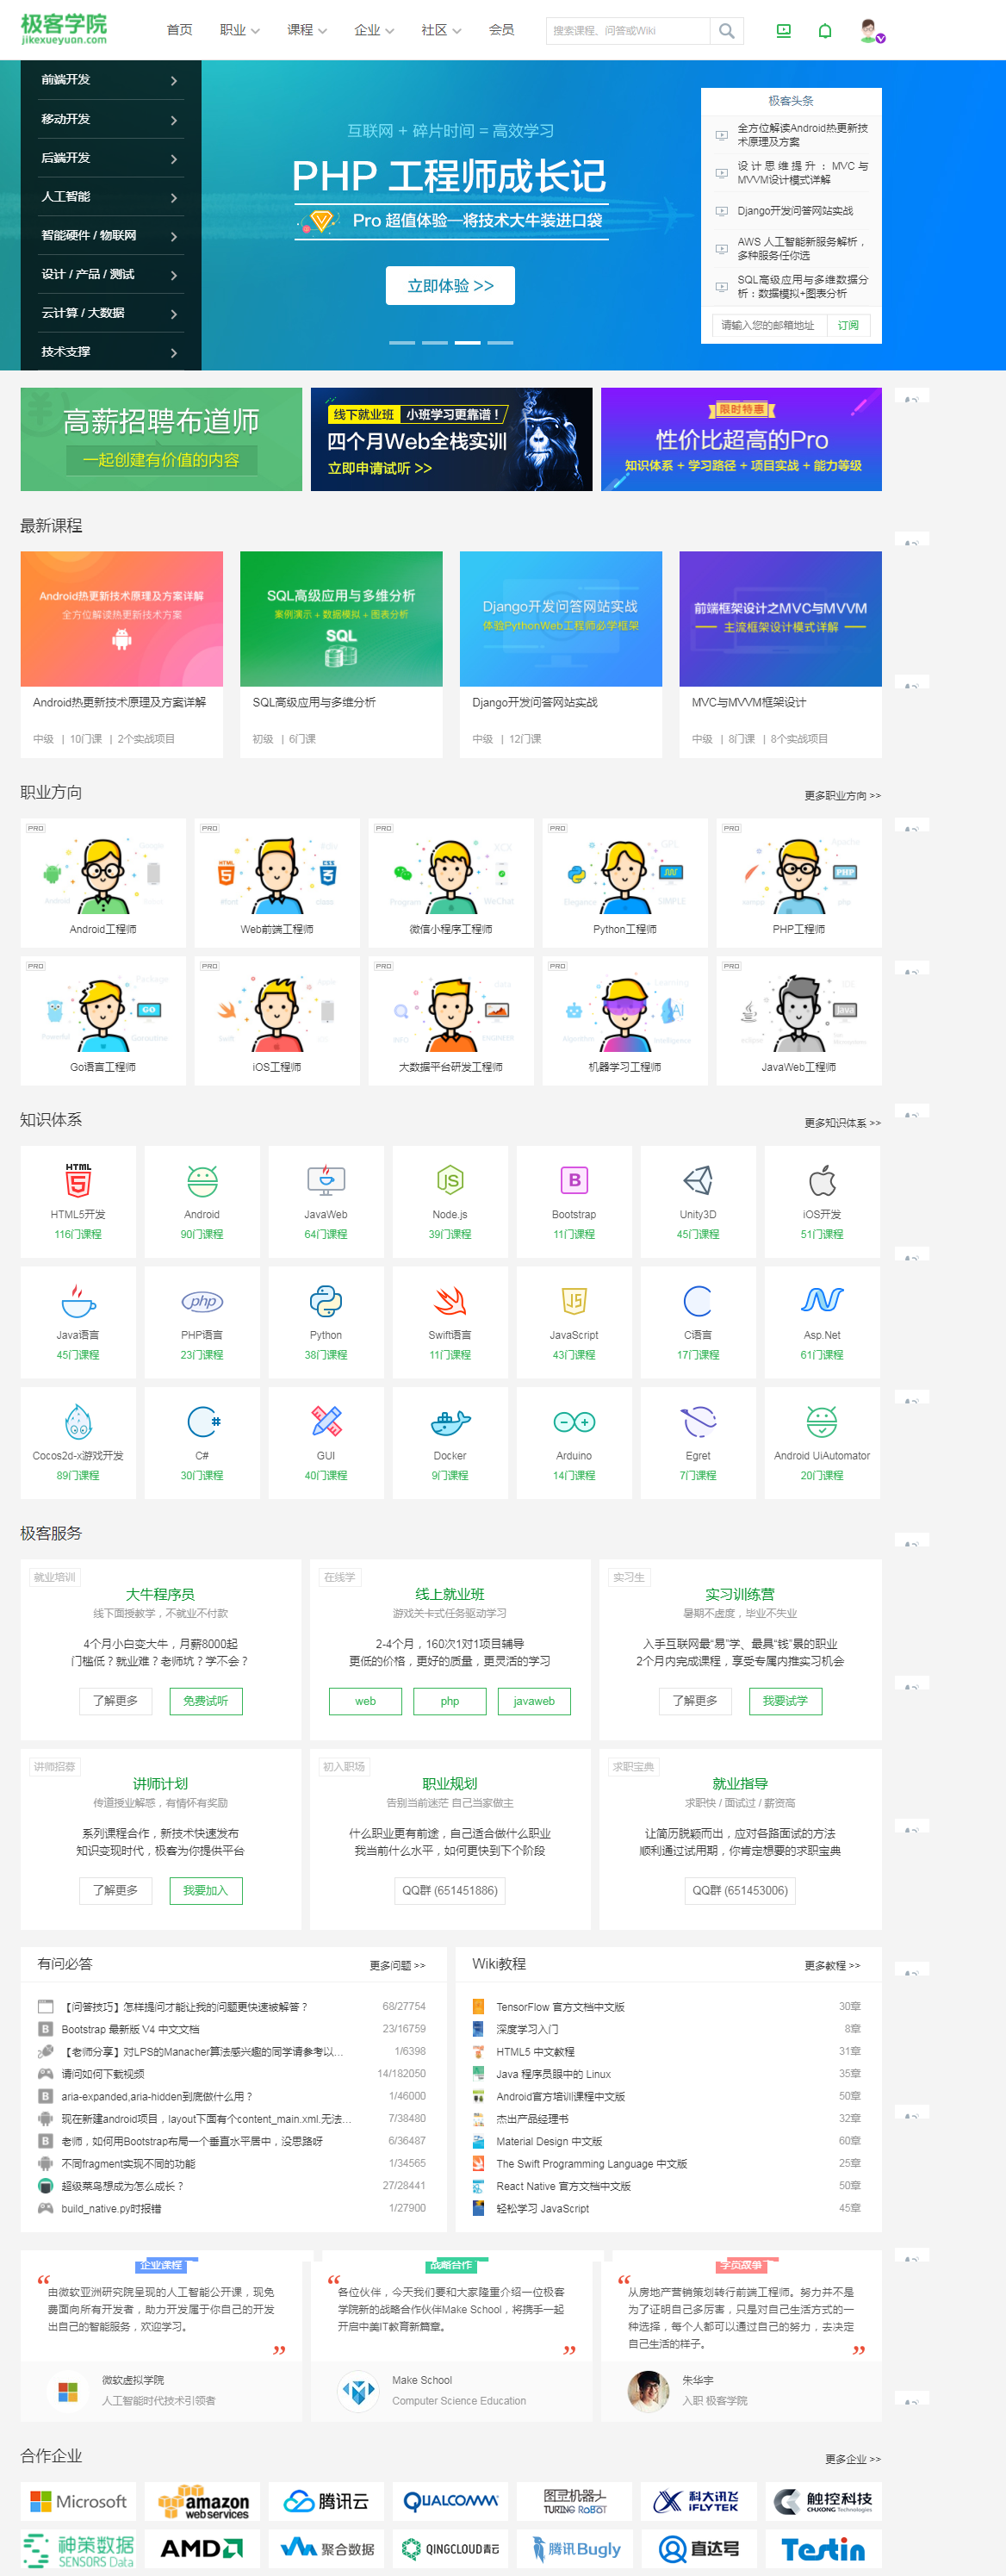 极客学院
jikexueyuan.com
首页
职业
课程
企业
社区
会员
搜索课程、问答或Wiki
前端开发
移动开发
后端开发
人工智能
智能硬件 / 物联网
设计 / 产品 / 测试
云计算 / 大数据
技术支撑
互联网 + 碎片时间 = 高效学习
PHP 工程师成长记
Pro 超值体验—将技术大牛装进口袋
立即体验 >>
极客头条
全方位解读Android热更新技
术原理及方案
设计思维提升：MVC与
MVVM设计模式详解
Django开发问答网站实战
AWS 人工智能新服务解析，
多种服务任你选
SQL高级应用与多维数据分
析：数据模拟+图表分析
请输入您的邮箱地址
订阅
高薪招聘布道师
一起创建有价值的内容
线下就业班 小班学习更靠谱！
四个月Web全栈实训
立即申请试听 >>
限时特惠
性价比超高的Pro
知识体系 + 学习路径 + 项目实战 + 能力等级
最新课程
Android热更新技术原理及方案详解
全方位解读热更新技术方案
SQL高级应用与多维分析
案例演示 + 数据模拟 + 图表分析
SQL
Django开发问答网站实战
体验PythonWeb工程师必学框架
前端框架设计之MVC与MVVM
主流框架设计模式详解
Android热更新技术原理及方案详解
中级 | 10门课 | 2个实战项目
SQL高级应用与多维分析
初级 | 6门课
Django开发问答网站实战
中级 | 12门课
MVC与MVVM框架设计
中级 | 8门课 | 8个实战项目
职业方向
更多职业方向 >>
PRO
Android工程师
PRO
Web前端工程师
PRO
微信小程序工程师
PRO
Python工程师
PRO
PHP
PHP工程师
PRO
GO
Go语言工程师
PRO
iOS工程师
PRO
大数据平台研发工程师
PRO
机器学习工程师
PRO
JavaWeb工程师
知识体系
更多知识体系 >>
HTML5开发
116门课程
Android
90门课程
JavaWeb
64门课程
Node.js
39门课程
Bootstrap
11门课程
Unity3D
45门课程
iOS开发
51门课程
Java语言
45门课程
PHP语言
23门课程
Python
38门课程
Swift语言
11门课程
JavaScript
43门课程
C语言
17门课程
Asp.Net
61门课程
Cocos2d-x游戏开发
89门课程
C#
30门课程
GUI
40门课程
Docker
9门课程
Arduino
14门课程
Egret
7门课程
Android UiAutomator
20门课程
极客服务
就业培训
大牛程序员
线下面授教学，不就业不付款
4个月小白变大牛，月薪8000起
门槛低？就业难？老师坑？学不会？
了解更多
免费试听
在线学
线上就业班
游戏关卡式任务驱动学习
2-4个月，160次1对1项目辅导
更低的价格，更好的质量，更灵活的学习
web
php
javaweb
实习生
实习训练营
暑期不虚度，毕业不失业
入手互联网最“易”学、最具“钱”景的职业
2个月内完成课程，享受专属内推实习机会
了解更多
我要试学
讲师招募
讲师计划
传道授业解惑，有情怀有奖励
系列课程合作，新技术快速发布
知识变现时代，极客为你提供平台
了解更多
我要加入
初入职场
职业规划
告别当前迷茫 自己当家做主
什么职业更有前途，自己适合做什么职业
我当前什么水平，如何更快到下个阶段
QQ群 (651451886)
求职宝典
就业指导
求职快 / 面试过 / 薪资高
让简历脱颖而出，应对各路面试的方法
顺利通过试用期，你肯定想要的求职宝典
QQ群 (651453006)
有问必答
更多问题 >>
【问答技巧】怎样提问才能让我的问题更快速被解答？ 68/27754
Bootstrap 最新版 V4 中文文档 23/16759
【老师分享】对LPS的Manacher算法感兴趣的同学请参考以... 1/6398
请问如何下载视频 14/182050
aria-expanded,aria-hidden到底做什么用？ 1/46000
现在新建android项目，layout下面有个content_main.xml.无法... 7/38480
老师，如何用Bootstrap布局一个垂直水平居中，没思路呀 6/36487
不同fragment实现不同的功能 1/34565
超级菜鸟想成为怎么成长？ 27/28441
build_native.py时报错 1/27900
Wiki教程
更多教程 >>
TensorFlow 官方文档中文版 30章
深度学习入门 8章
HTML5 中文教程 31章
Java 程序员眼中的 Linux 35章
Android官方培训课程中文版 50章
杰出产品经理书 32章
Material Design 中文版 60章
The Swift Programming Language 中文版 25章
React Native 官方文档中文版 50章
轻松学习 JavaScript 45章
企业课程
由微软亚洲研究院呈现的人工智能公开课，现免
费面向所有开发者，助力开发属于你自己的开发
出自己的智能服务，欢迎学习。
微软虚拟学院
人工智能时代技术引领者
战略合作
各位伙伴，今天我们要和大家隆重介绍一位极客
学院新的战略合作伙伴Make School，将携手一起
开启中美IT教育新篇章。
Make School
Computer Science Education
学员故事
从房地产营销策划转行前端工程师。努力并不是
为了证明自己多厉害，只是对自己生活方式的一
种选择，每个人都可以通过自己的努力，去决定
自己生活的样子。
朱华宇
入职 极客学院
合作企业
更多企业 >>
Microsoft
amazon
web services
腾讯云
QUALCOMM
图灵机器人
TURING ROBOT
科大讯飞
IFLYTEK
触控科技
CHUKONG Technologies
神策数据
SENSORS Data
AMD
聚合数据
QINGCLOUD青云
腾讯Bugly
直达号
Testin